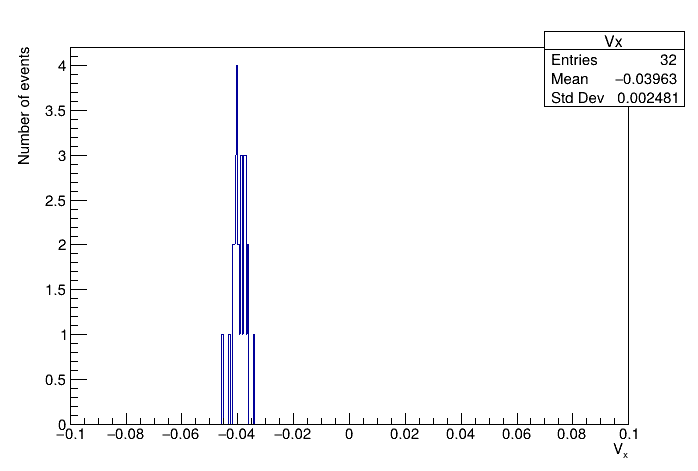 Vx
Entries 32
Mean −0.03963
Std Dev 0.002481
Number of events
4
3.5
3
2.5
2
1.5
1
0.5
0
−0.1 −0.08 −0.06 −0.04 −0.02 0 0.02 0.04 0.06 0.08 0.1
Vx